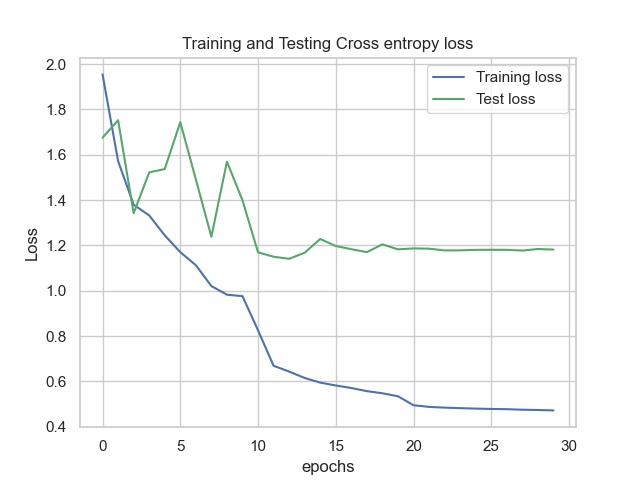 Training and Testing Cross entropy loss
Training loss
Test loss
Loss
2.0
1.8
1.6
1.4
1.2
1.0
0.8
0.6
0.4
0 5 10 15 20 25 30
epochs